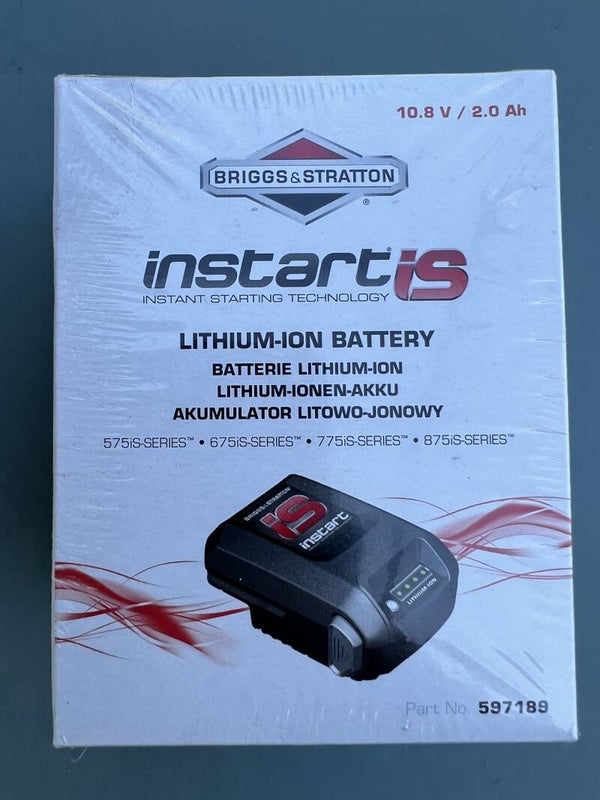 10.8 V / 2.0 Ah
BRIGGS & STRATTON
®
instart® iS
INSTANT STARTING TECHNOLOGY
LITHIUM-ION BATTERY
BATTERIE LITHIUM-ION
LITHIUM-IONEN-AKKU
AKUMULATOR LITOWO-JONOWY
575iS-SERIES™ • 675iS-SERIES™ • 775iS-SERIES™ • 875iS-SERIES™
BRIGGS & STRATTON
iS
instart
LITHIUM-ION
Part No. 597189